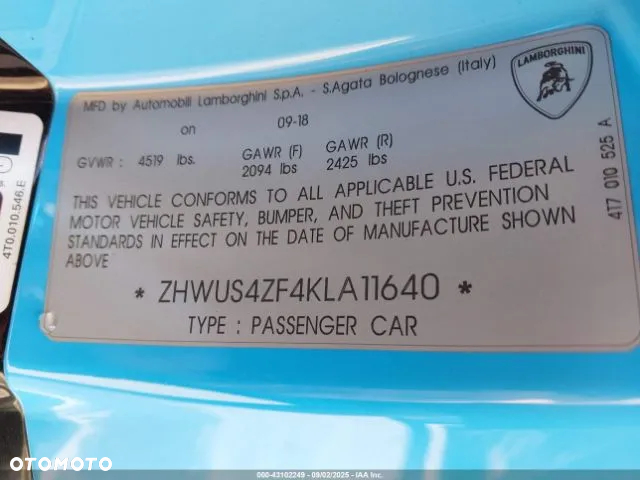 LAMBORGHINI
MFD by Automobili Lamborghini S.p.A. - S.Agata Bolognese (Italy)
on 09-18
GVWR : 4519 lbs. GAWR (F) GAWR (R)
2094 lbs 2425 lbs
THIS VEHICLE CONFORMS TO ALL APPLICABLE U.S. FEDERAL
MOTOR VEHICLE SAFETY, BUMPER, AND THEFT PREVENTION
STANDARDS IN EFFECT ON THE DATE OF MANUFACTURE SHOWN
ABOVE
* ZHWUS4ZF4KLA11640 *
TYPE : PASSENGER CAR
417 010 525 A
4T0.010.546.E
OTOMOTO
000-43102249 - 09/02/2025 - IAA Inc.